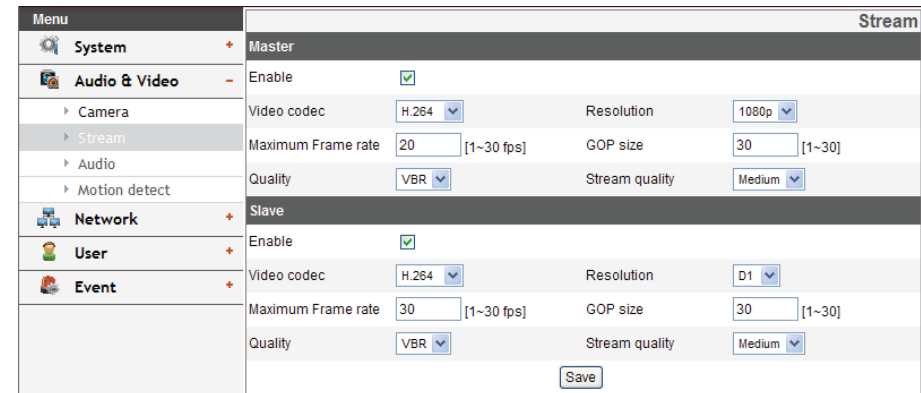 Menu
System +
Audio & Video -
Camera
Stream
Audio
Motion detect
Network +
User +
Event +
Stream
Master
Enable
Video codec H.264 Resolution 1080p
Maximum Frame rate 20 [1~30 fps] GOP size 30 [1~30]
Quality VBR Stream quality Medium
Slave
Enable
Video codec H.264 Resolution D1
Maximum Frame rate 30 [1~30 fps] GOP size 30 [1~30]
Quality VBR Stream quality Medium
Save